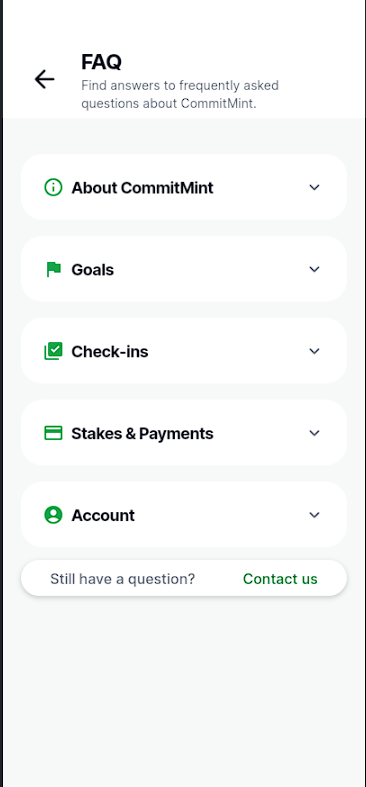 FAQ
Find answers to frequently asked
questions about CommitMint.
About CommitMint
Goals
Check-ins
Stakes & Payments
Account
Still have a question? Contact us